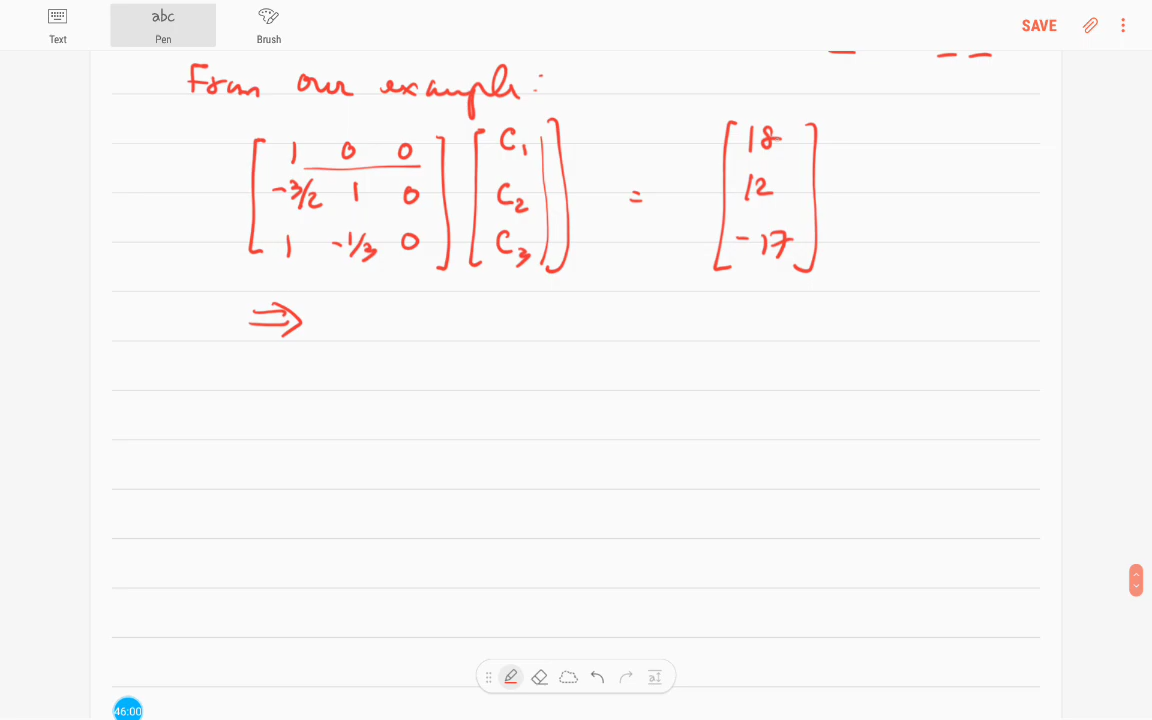 Text
abc
Pen
Brush
SAVE
From our example:
[ 1 0 0 ] [ C₁ ] [ 18 ]
[ -3/2 1 0 ] [ C₂ ] = [ 12 ]
[ 1 -1/3 0 ] [ C₃ ] [ -17 ]
⇒
46:00